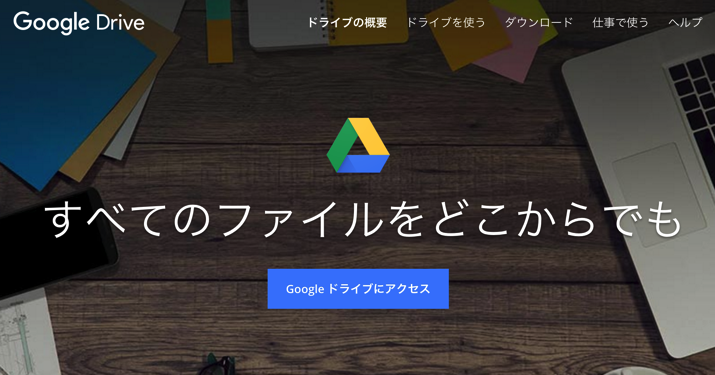 Google Drive
ドライブの概要 ドライブを使う ダウンロード 仕事で使う ヘルプ
すべてのファイルをどこからでも
Google ドライブにアクセス